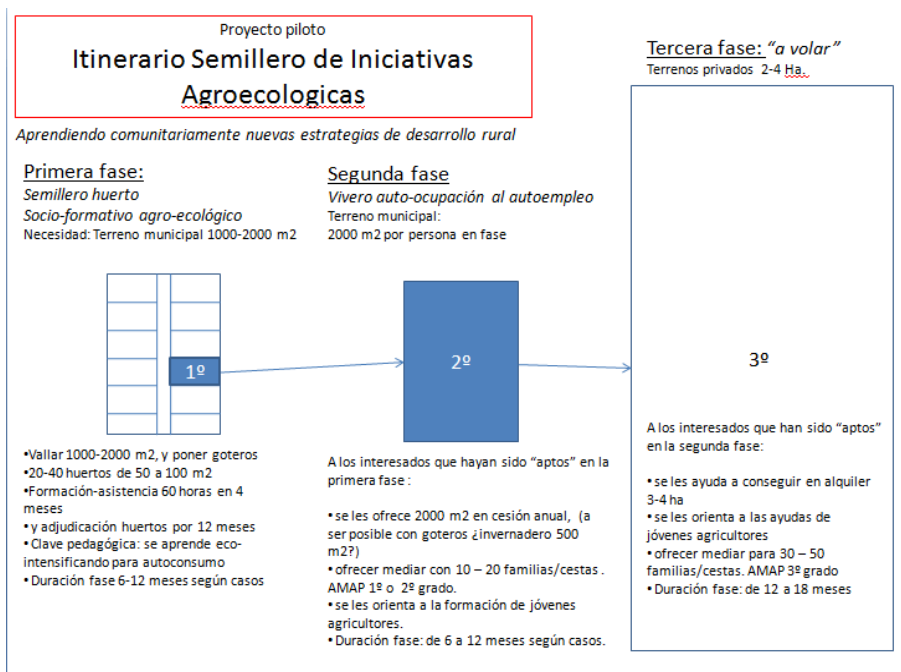 Proyecto piloto
Itinerario Semillero de Iniciativas
Agroecologicas
Aprendiendo comunitariamente nuevas estrategias de desarrollo rural
Primera fase:
Semillero huerto
Socio-formativo agro-ecológico
Necesidad: Terreno municipal 1000-2000 m2
1º
•Vallar 1000-2000 m2, y poner goteros
•20-40 huertos de 50 a 100 m2
•Formación-asistencia 60 horas en 4
meses
• y adjudicación huertos por 12 meses
• Clave pedagógica: se aprende eco-
intensificando para autoconsumo
• Duración fase 6-12 meses según casos
Segunda fase
Vivero auto-ocupación al autoempleo
Terreno municipal:
2000 m2 por persona en fase
2º
A los interesados que hayan sido “aptos” en la
primera fase :
• se les ofrece 2000 m2 en cesión anual, (a
ser posible con goteros ¿invernadero 500
m2?)
• ofrecer mediar con 10 – 20 familias/cestas .
AMAP 1º o 2º grado.
• se les orienta a la formación de jóvenes
agricultores.
• Duración fase: de 6 a 12 meses según casos.
Tercera fase: “a volar”
Terrenos privados 2-4 Ha.
3º
A los interesados que han sido “aptos”
en la segunda fase:
• se les ayuda a conseguir en alquiler
3-4 ha
• se les orienta a las ayudas de
jóvenes agricultores
• ofrecer mediar para 30 – 50
familias/cestas. AMAP 3º grado
• Duración fase: de 12 a 18 meses